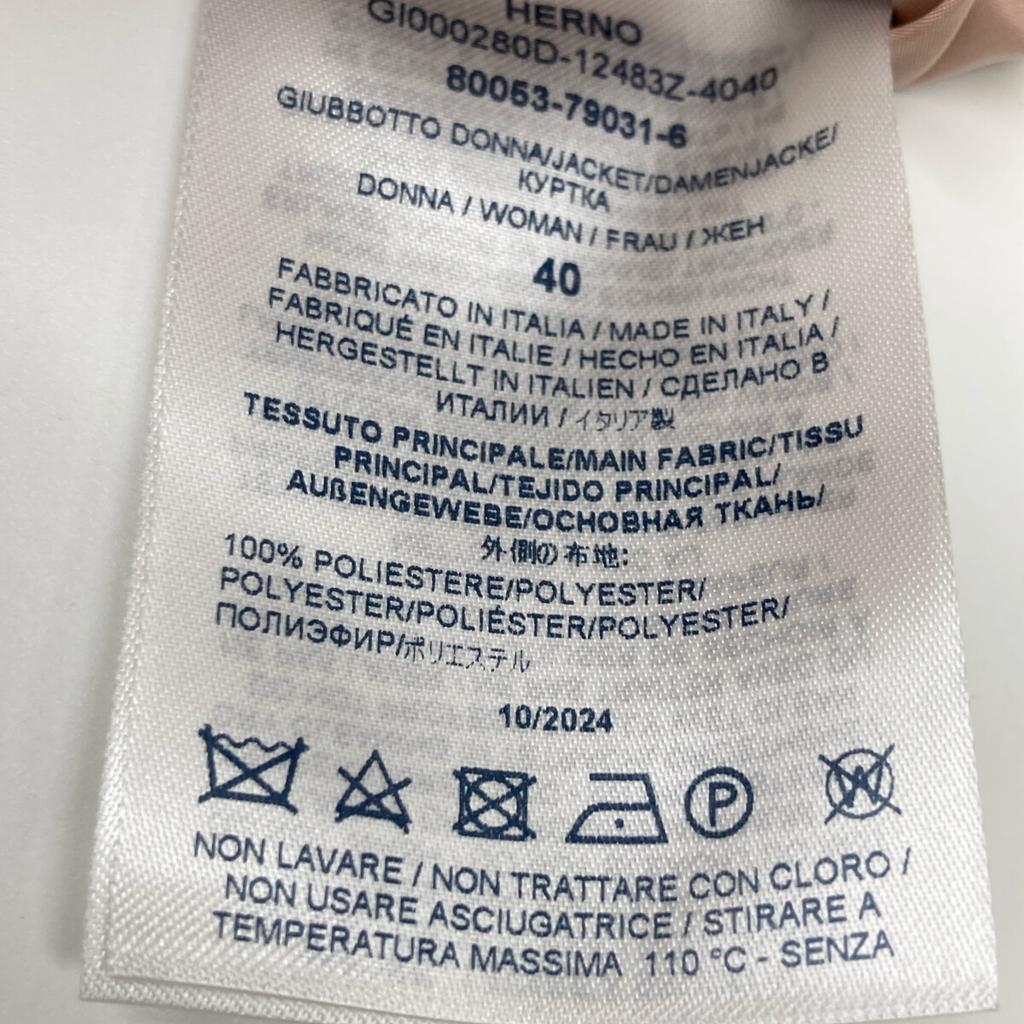 HERNO
GI000280D-12483Z-4040
80053-79031-6
GIUBBOTTO DONNA/JACKET/DAMENJACKE/
КУРТКА
DONNA / WOMAN / FRAU / ЖЕН
40
FABBRICATO IN ITALIA / MADE IN ITALY /
FABRIQUÉ EN ITALIE / HECHO EN ITALIA /
HERGESTELLT IN ITALIEN / СДЕЛАНО В
ИТАЛИИ / イタリア製
TESSUTO PRINCIPALE/MAIN FABRIC/TISSU
PRINCIPAL/TEJIDO PRINCIPAL/
AUßENGEWEBE/ОСНОВНАЯ ТКАНЬ/
外側の布地:
100% POLIESTERE/POLYESTER/
POLYESTER/POLIÉSTER/POLYESTER/
ПОЛИЭФИР/ポリエステル
10/2024
P W
NON LAVARE / NON TRATTARE CON CLORO /
NON USARE ASCIUGATRICE / STIRARE A
TEMPERATURA MASSIMA 110 °C - SENZA